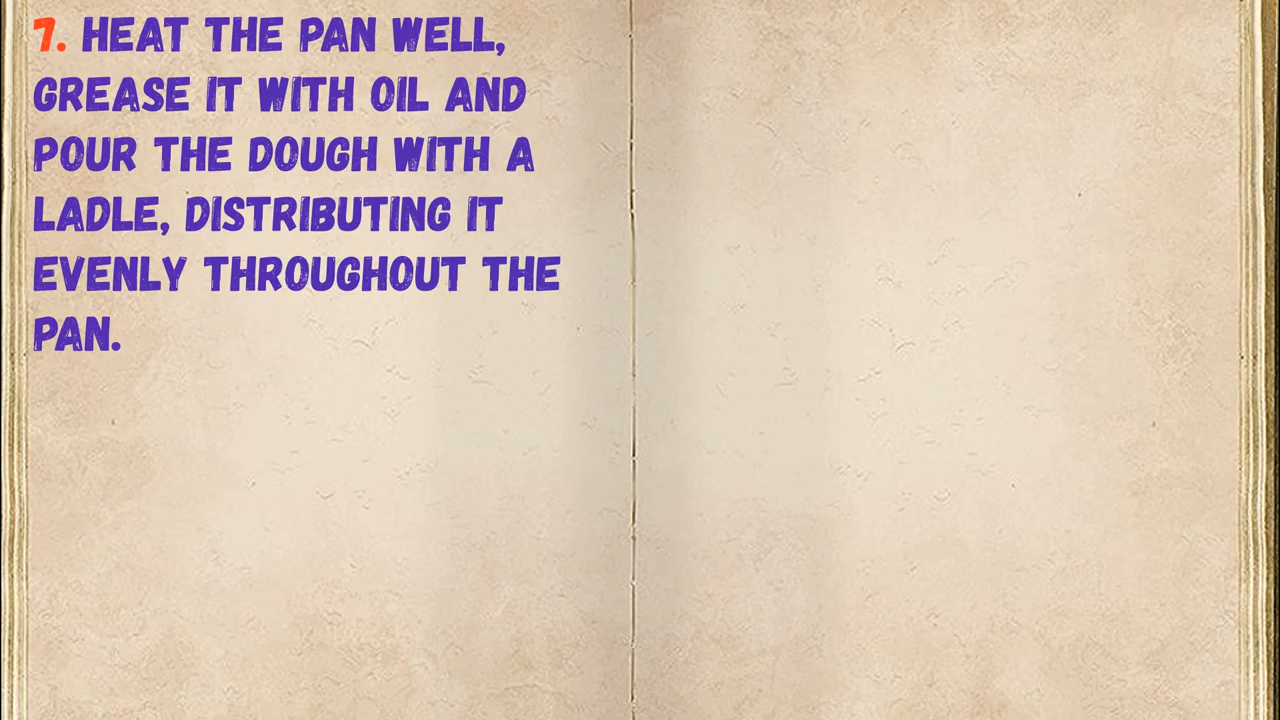 7. HEAT THE PAN WELL,
GREASE IT WITH OIL AND
POUR THE DOUGH WITH A
LADLE, DISTRIBUTING IT
EVENLY THROUGHOUT THE
PAN.